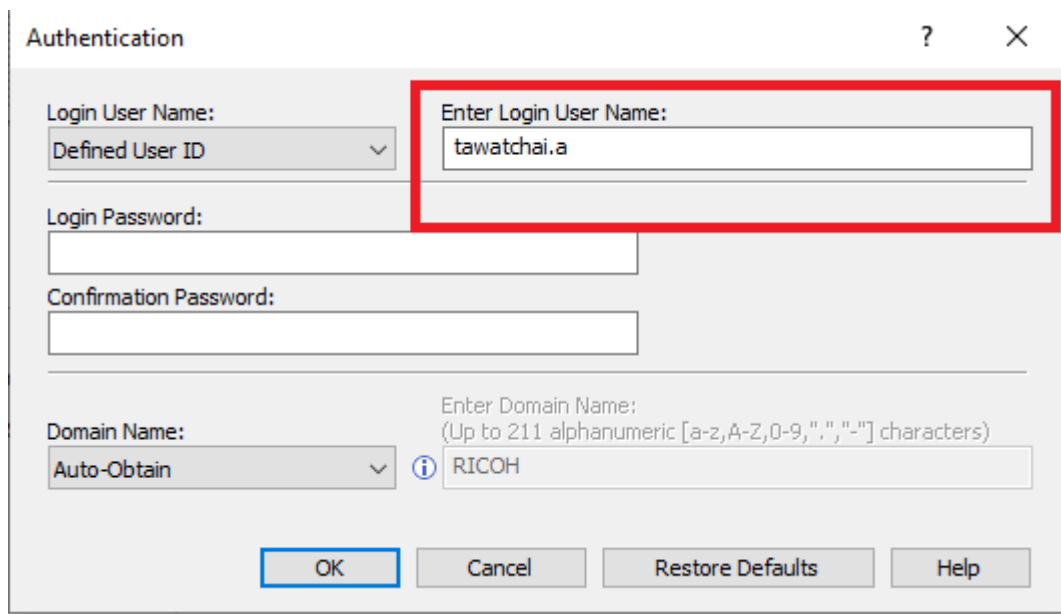 Authentication
Login User Name:
Enter Login User Name:
Defined User ID
tawatchai.a
Login Password:
Confirmation Password:
Enter Domain Name:
Domain Name:
(Up to 211 alphanumeric [a-z,A-Z,0-9,".","-"] characters)
Auto-Obtain
RICOH
OK
Cancel
Restore Defaults
Help